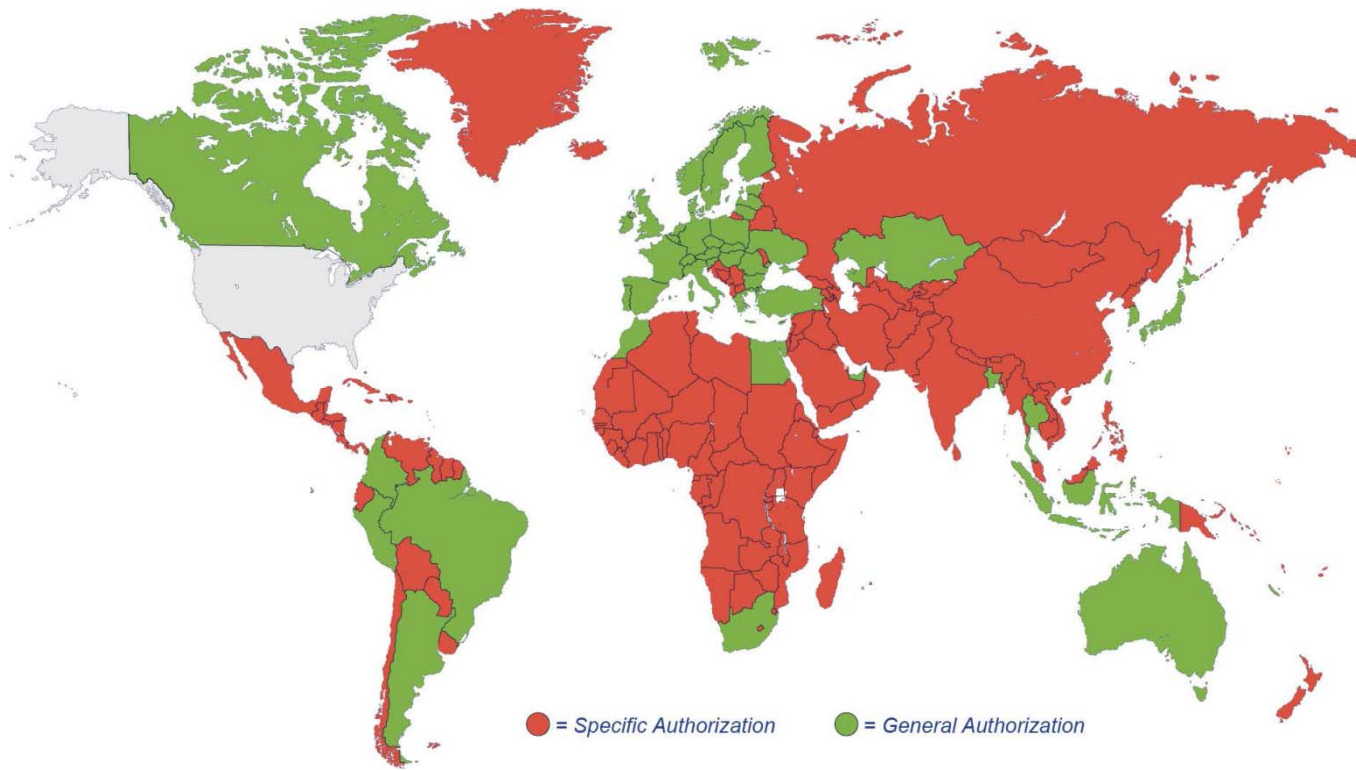 = Specific Authorization
= General Authorization